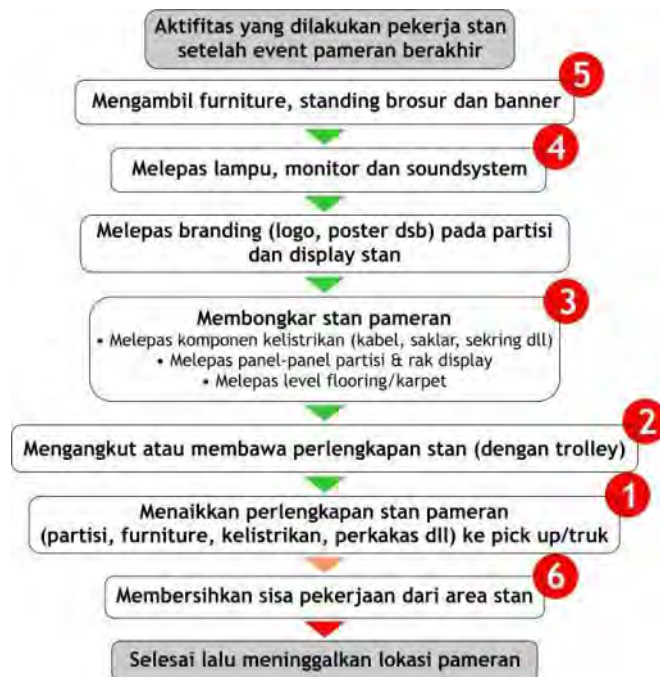 Aktifitas yang dilakukan pekerja stan
setelah event pameran berakhir
5
Mengambil furniture, standing brosur dan banner
4
Melepas lampu, monitor dan soundsystem
Melepas branding (logo, poster dsb) pada partisi
dan display stan
3
Membongkar stan pameran
• Melepas komponen kelistrikan (kabel, saklar, sekring dll)
• Melepas panel-panel partisi & rak display
• Melepas level flooring/karpet
2
Mengangkut atau membawa perlengkapan stan (dengan trolley)
1
Menaikkan perlengkapan stan pameran
(partisi, furniture, kelistrikan, perkakas dll) ke pick up/truk
6
Membersihkan sisa pekerjaan dari area stan
Selesai lalu meninggalkan lokasi pameran